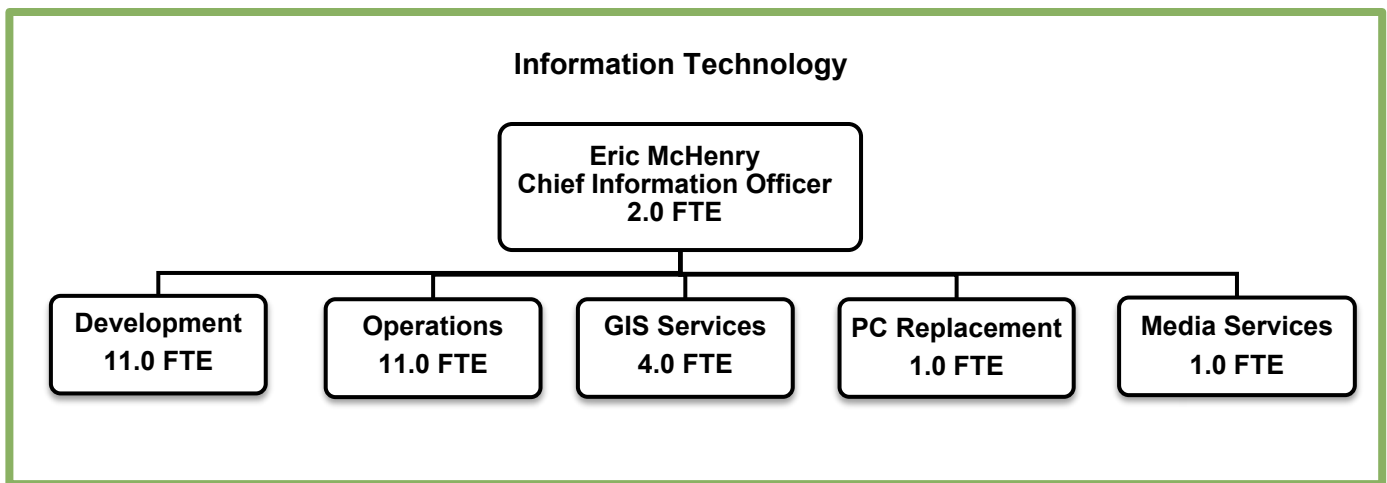 Information Technology
Eric McHenry
Chief Information Officer
2.0 FTE
Development
11.0 FTE
Operations
11.0 FTE
GIS Services
4.0 FTE
PC Replacement
1.0 FTE
Media Services
1.0 FTE